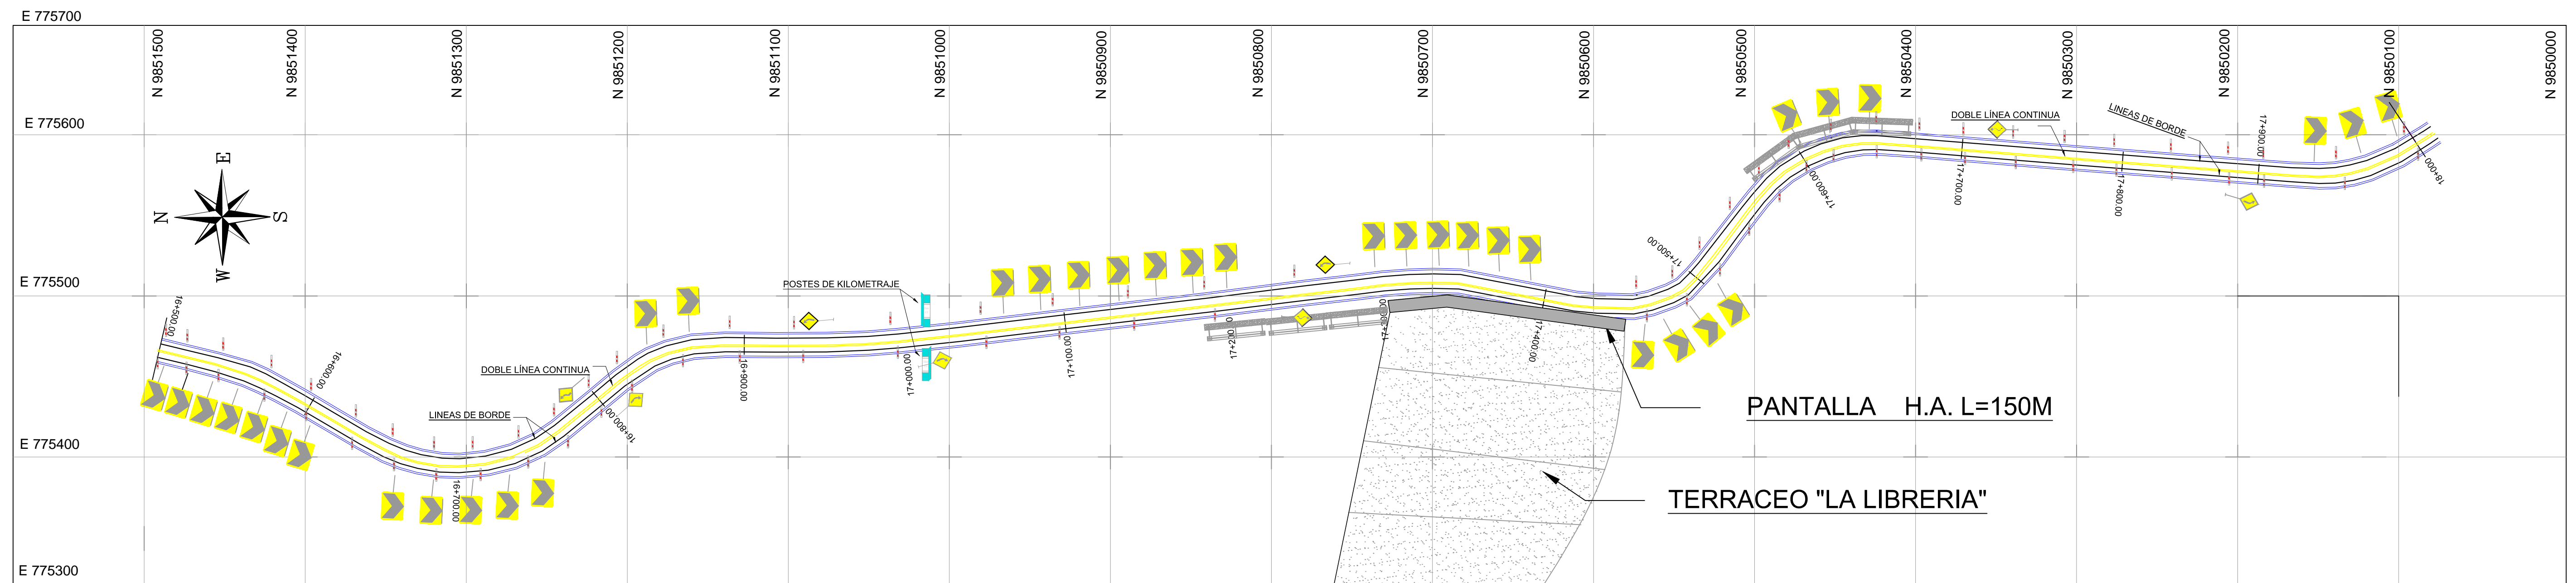 E 775700
N 9851500
N 9851400
N 9851300
N 9851200
N 9851100
N 9851000
N 9850900
N 9850800
N 9850700
N 9850600
N 9850500
N 9850400
N 9850300
N 9850200
N 9850100
N 9850000
E 775600
E 775500
E 775400
E 775300
E
N
S
W
16+500.00
16+600.00
16+700.00
16+800.00
16+900.00
17+000.00
17+100.00
17+200.00
17+400.00
17+500.00
17+600.00
17+700.00
17+800.00
17+900.00
18+000
DOBLE LÍNEA CONTINUA
LINEAS DE BORDE
POSTES DE KILOMETRAJE
DOBLE LÍNEA CONTINUA
LINEAS DE BORDE
PANTALLA H.A. L=150M
TERRACEO "LA LIBRERIA"